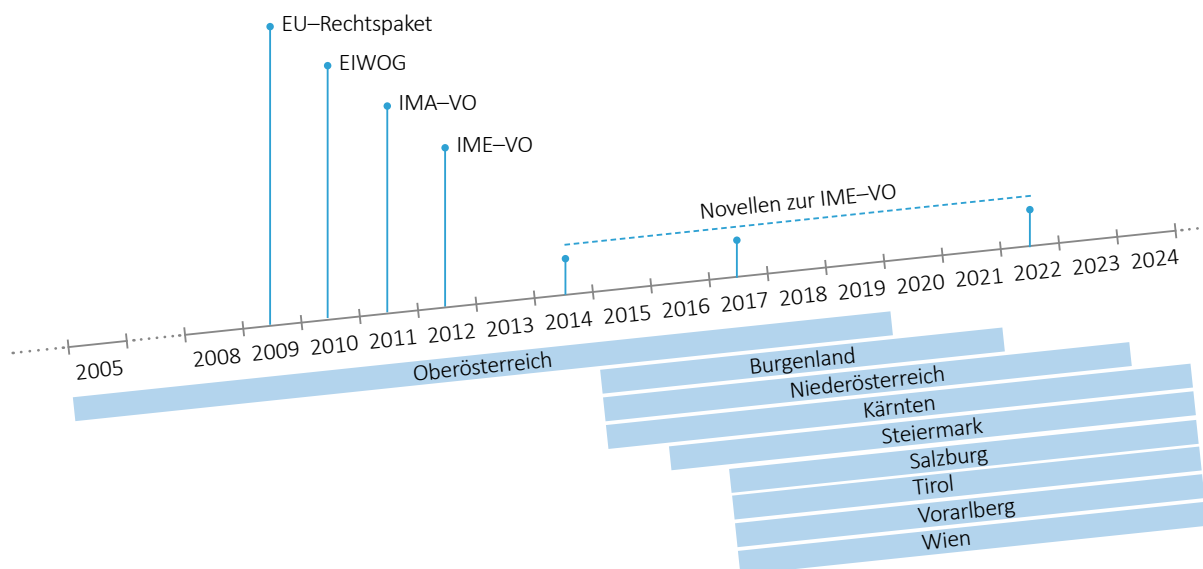 EU–Rechtspaket
EIWOG
IMA–VO
IME–VO
Novellen zur IME–VO
2005
2008
2009
2010
2011
2012
2013
2014
2015
2016
2017
2018
2019
2020
2021
2022
2023
2024
Oberösterreich
Burgenland
Niederösterreich
Kärnten
Steiermark
Salzburg
Tirol
Vorarlberg
Wien